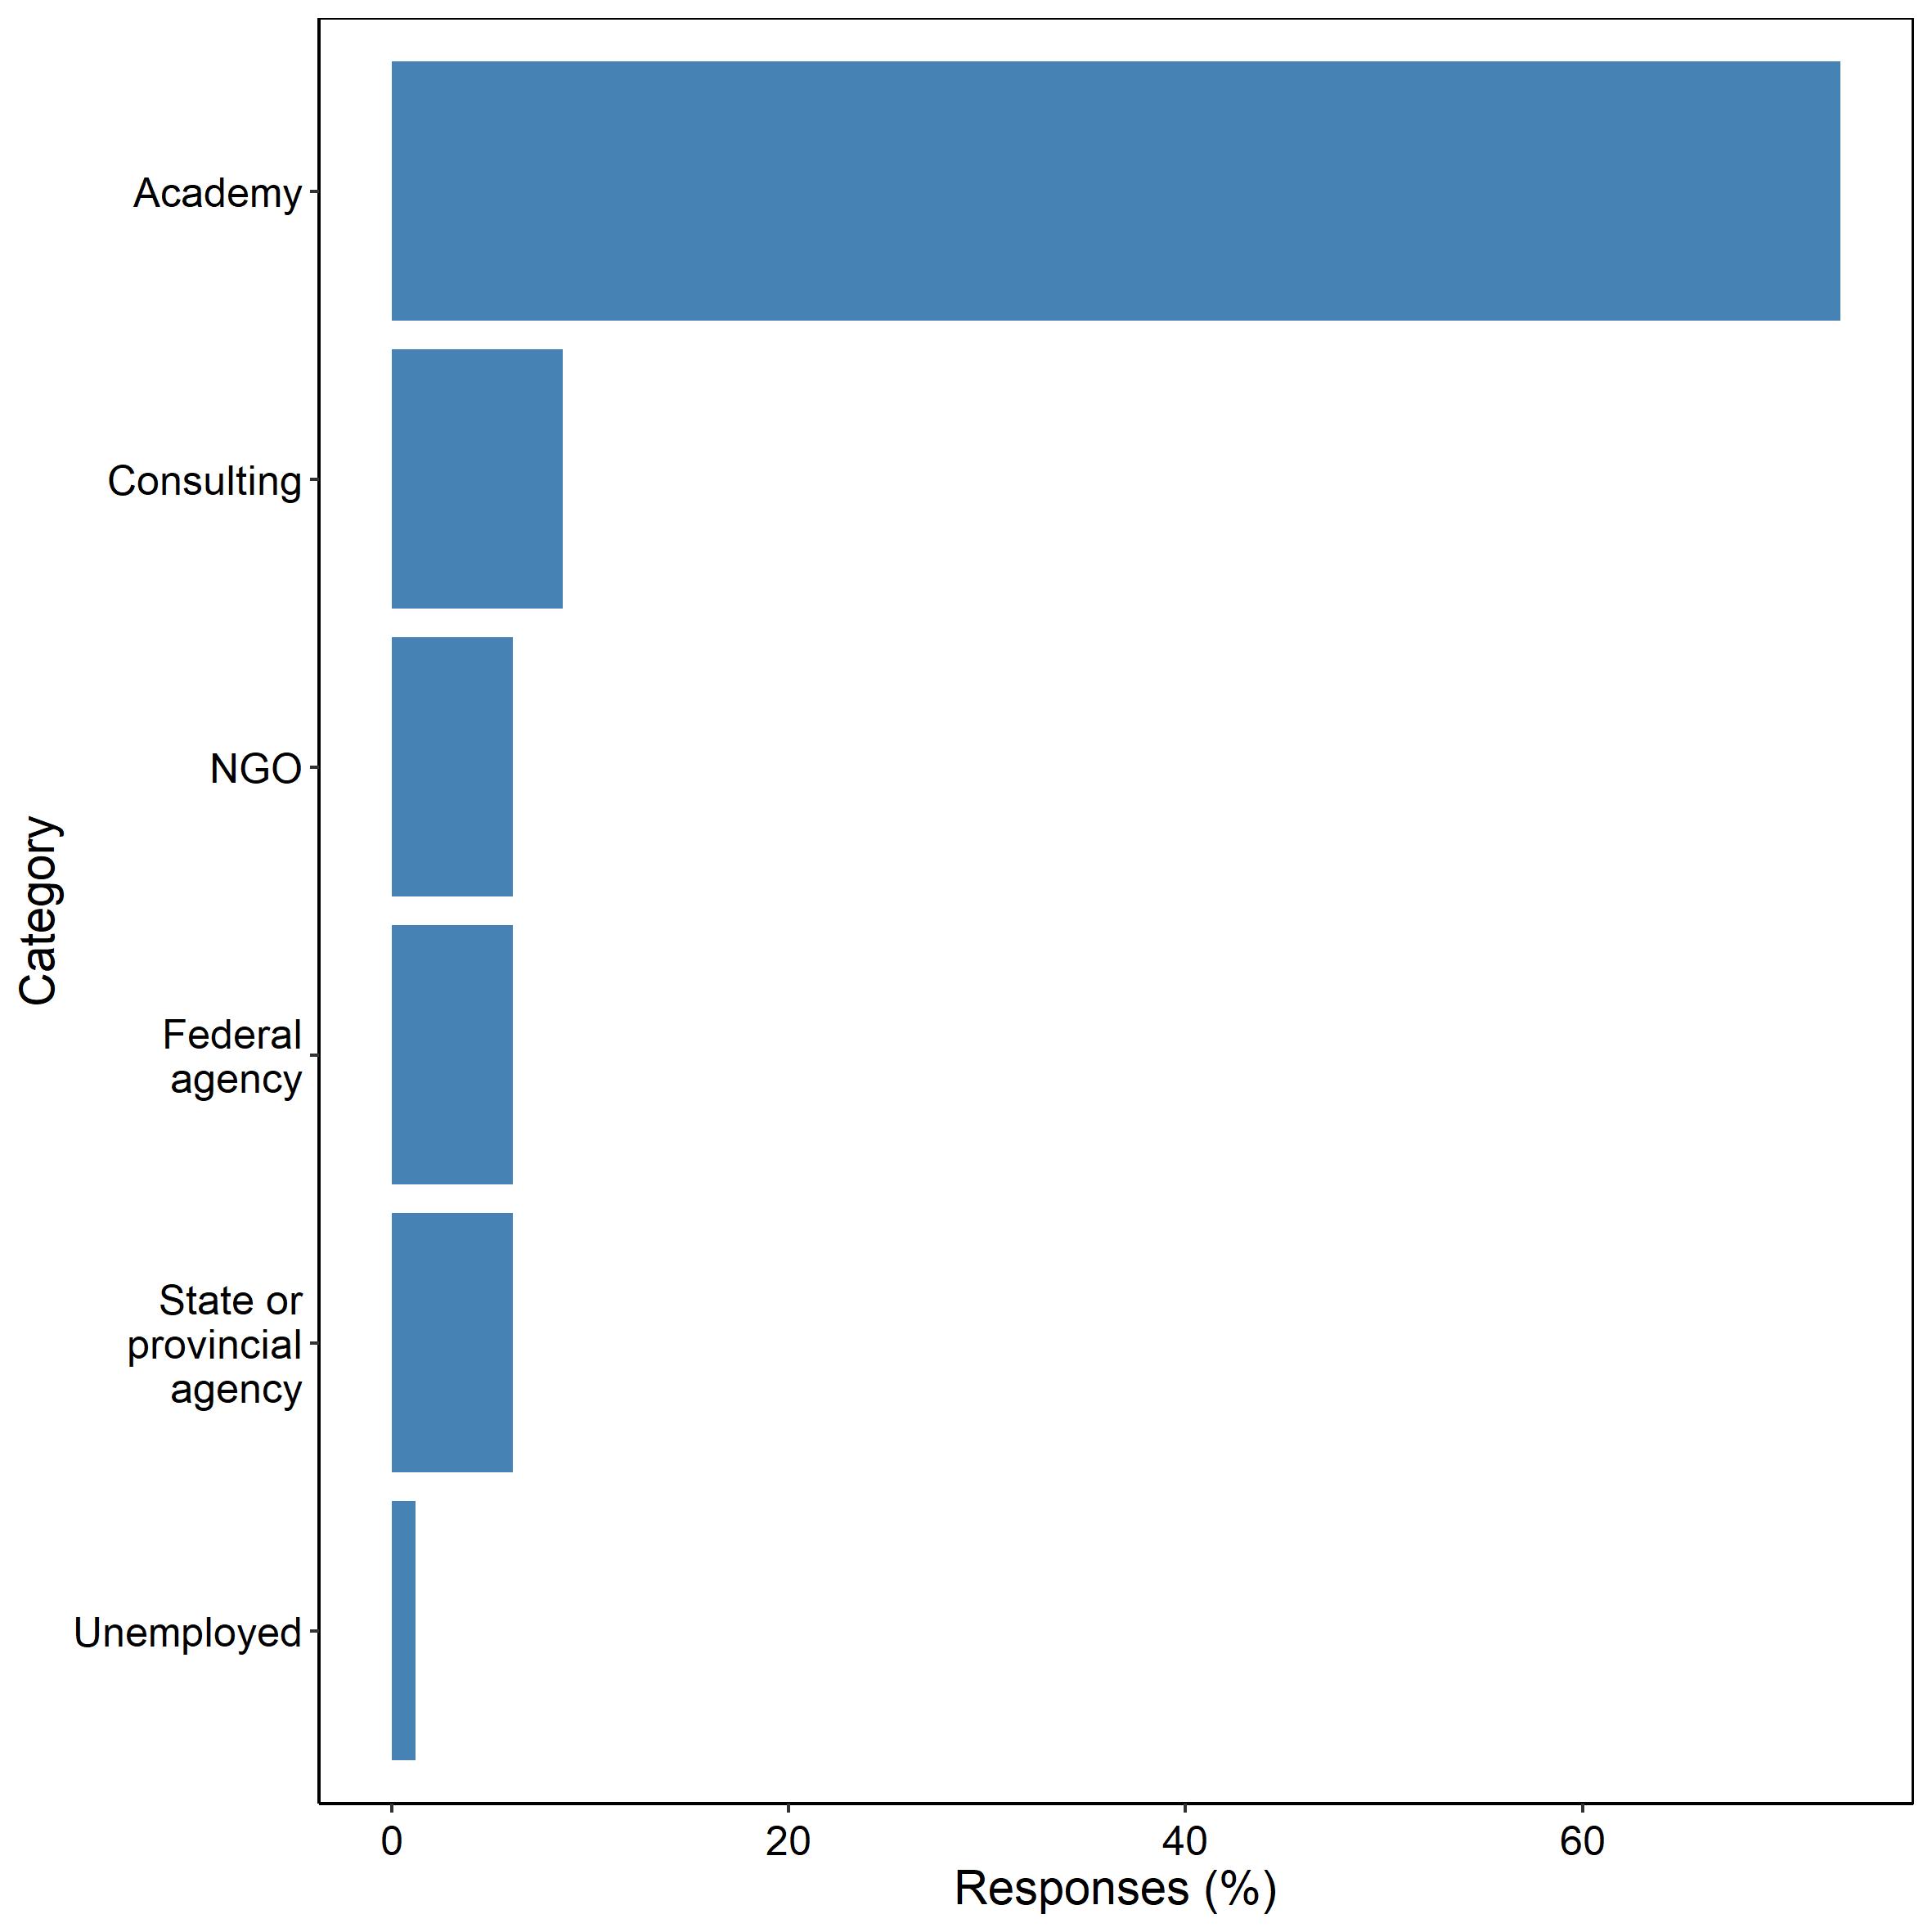 Academy
Consulting
NGO
Federal
agency
State or
provincial
agency
Unemployed
Category
0 20 40 60
Responses (%)